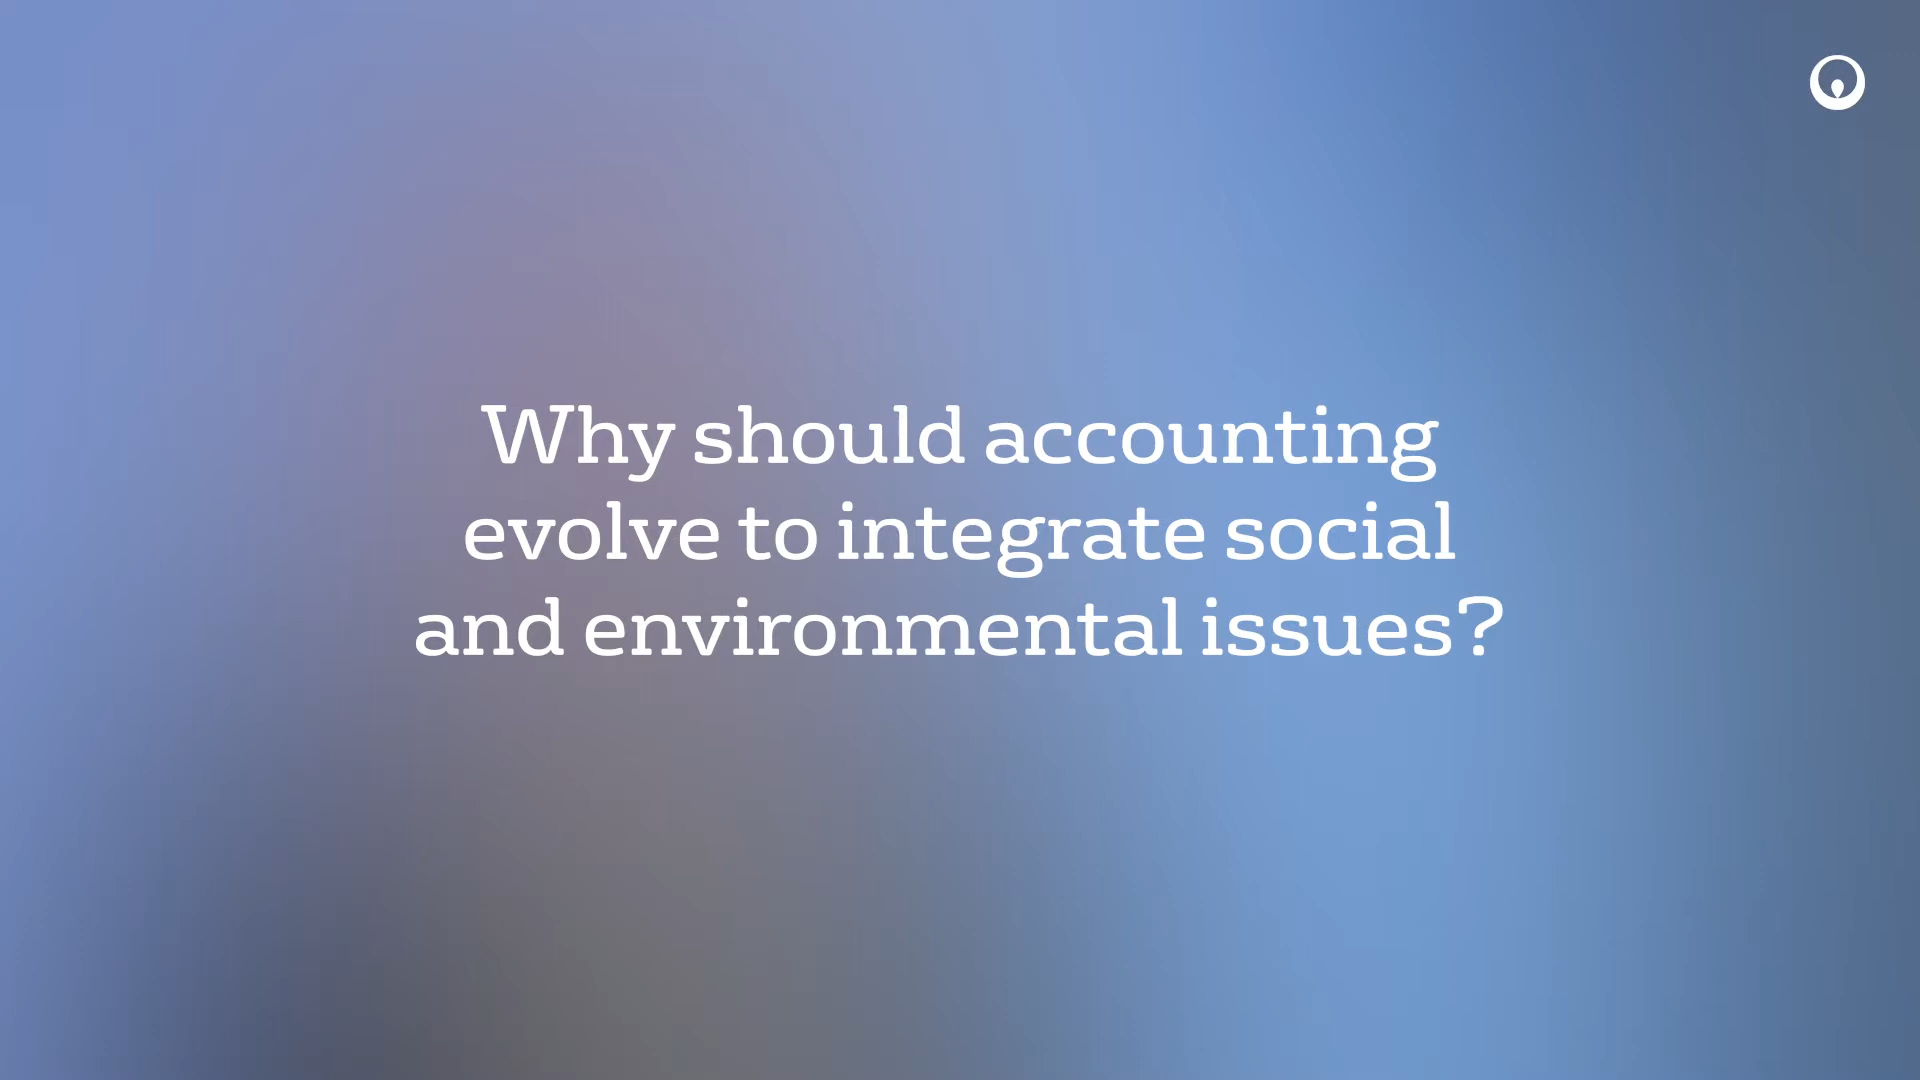 Why should accounting
evolve to integrate social
and environmental issues?